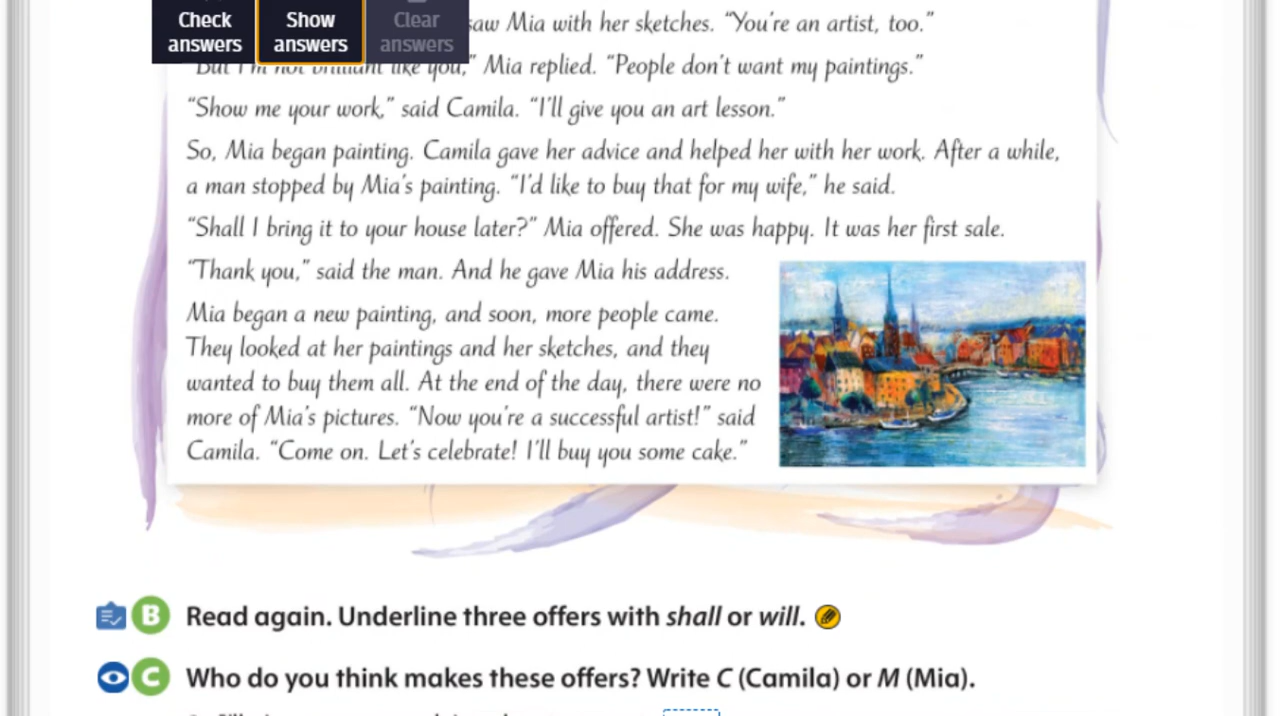 Check answers
Show answers
Clear answers
saw Mia with her sketches. “You’re an artist, too.”
“But I’m not brilliant like you,” Mia replied. “People don’t want my paintings.”
“Show me your work,” said Camila. “I’ll give you an art lesson.”
So, Mia began painting. Camila gave her advice and helped her with her work. After a while,
a man stopped by Mia’s painting. “I’d like to buy that for my wife,” he said.
“Shall I bring it to your house later?” Mia offered. She was happy. It was her first sale.
“Thank you,” said the man. And he gave Mia his address.
Mia began a new painting, and soon, more people came.
They looked at her paintings and her sketches, and they
wanted to buy them all. At the end of the day, there were no
more of Mia’s pictures. “Now you’re a successful artist!” said
Camila. “Come on. Let’s celebrate! I’ll buy you some cake.”
B Read again. Underline three offers with shall or will.
C Who do you think makes these offers? Write C (Camila) or M (Mia).